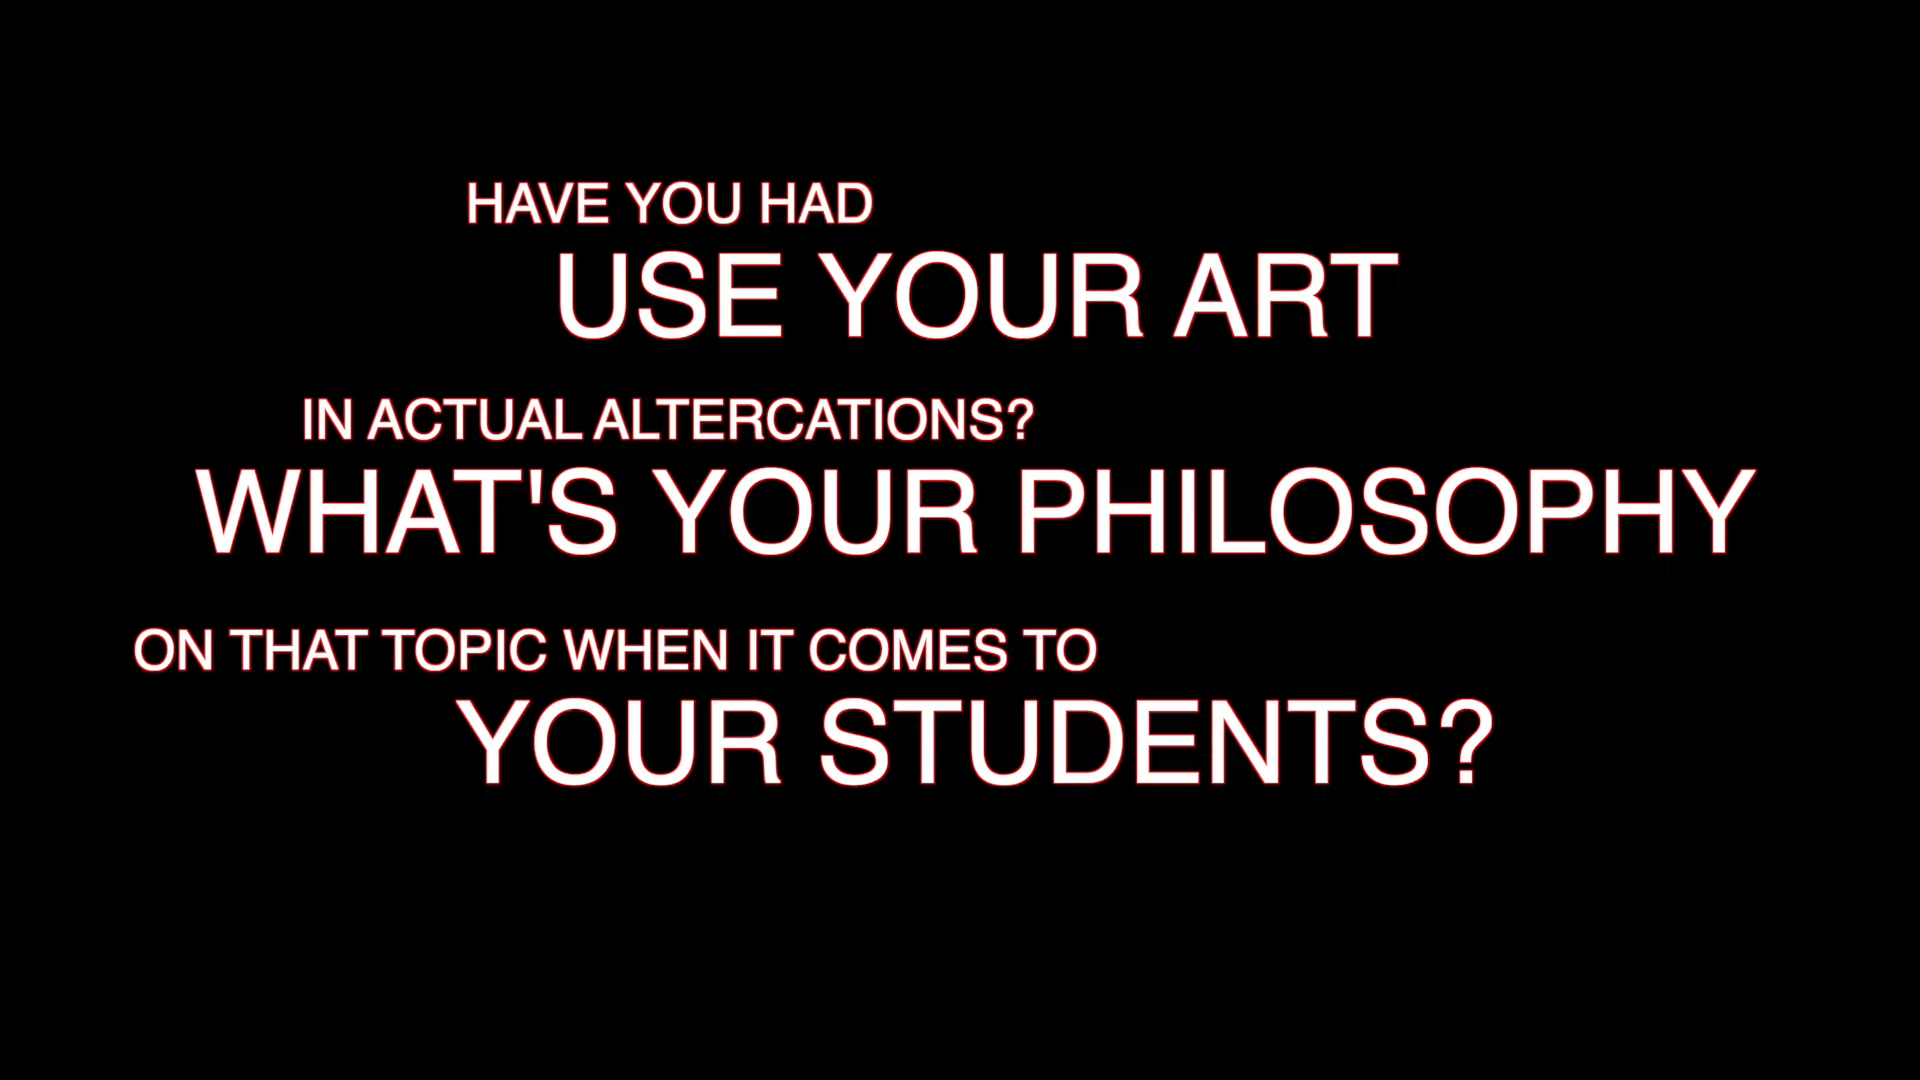 HAVE YOU HAD
USE YOUR ART
IN ACTUAL ALTERCATIONS?
WHAT'S YOUR PHILOSOPHY
ON THAT TOPIC WHEN IT COMES TO
YOUR STUDENTS?